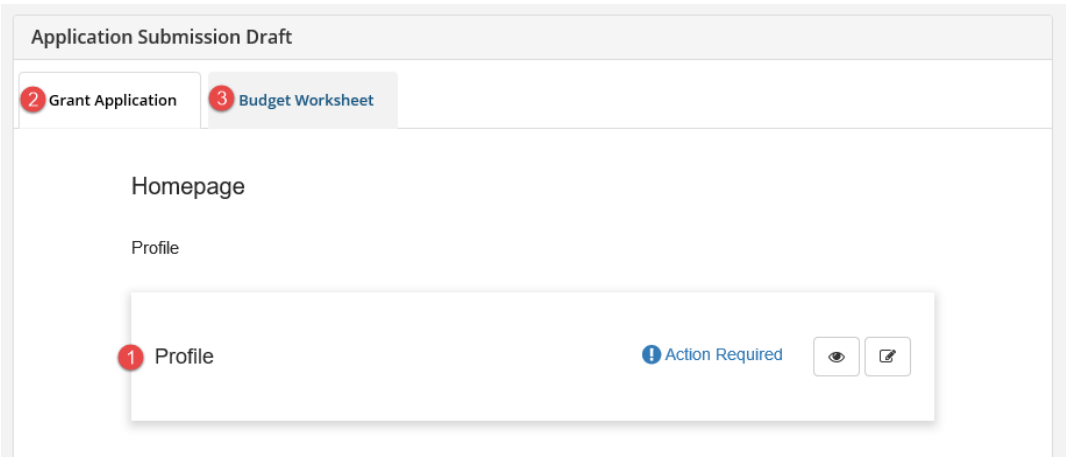 Application Submission Draft
2 Grant Application 3 Budget Worksheet
Homepage
Profile
1 Profile ! Action Required